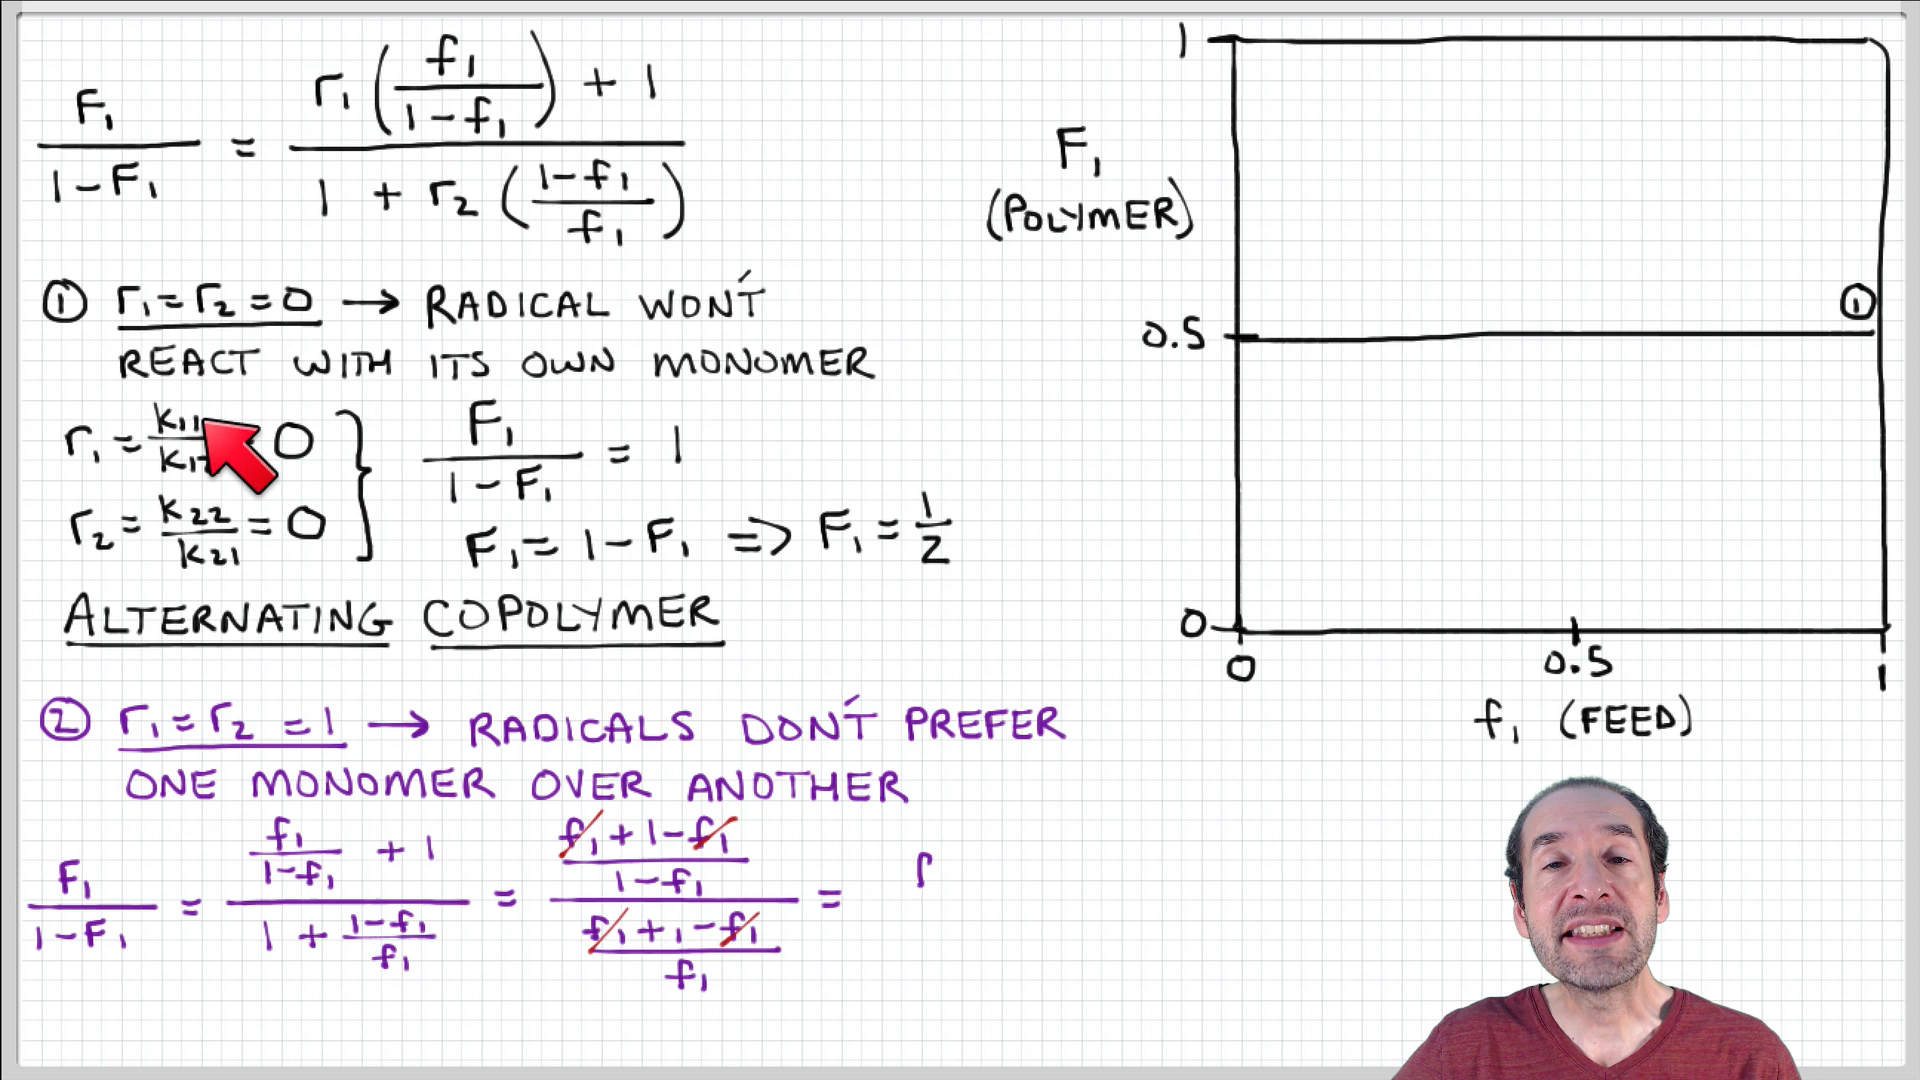 F₁/(1-F₁) = (r₁(f₁/(1-f₁)) + 1)/(1 + r₂((1-f₁)/f₁))
① r₁ = r₂ = 0 → RADICAL WON'T
REACT WITH ITS OWN MONOMER
r₁ = k₁₁/k₁₂ = 0
r₂ = k₂₂/k₂₁ = 0
F₁/(1-F₁) = 1
F₁ = 1-F₁ => F₁ = 1/2
ALTERNATING COPOLYMER
② r₁ = r₂ = 1 → RADICALS DON'T PREFER
ONE MONOMER OVER ANOTHER
F₁/(1-F₁) = (f₁/(1-f₁) + 1)/(1 + (1-f₁)/f₁) = ((f₁+1-f₁)/(1-f₁))/((f₁+1-f₁)/f₁) =
1
F₁
(POLYMER)
①
0.5
0
0 0.5 1
f₁ (FEED)